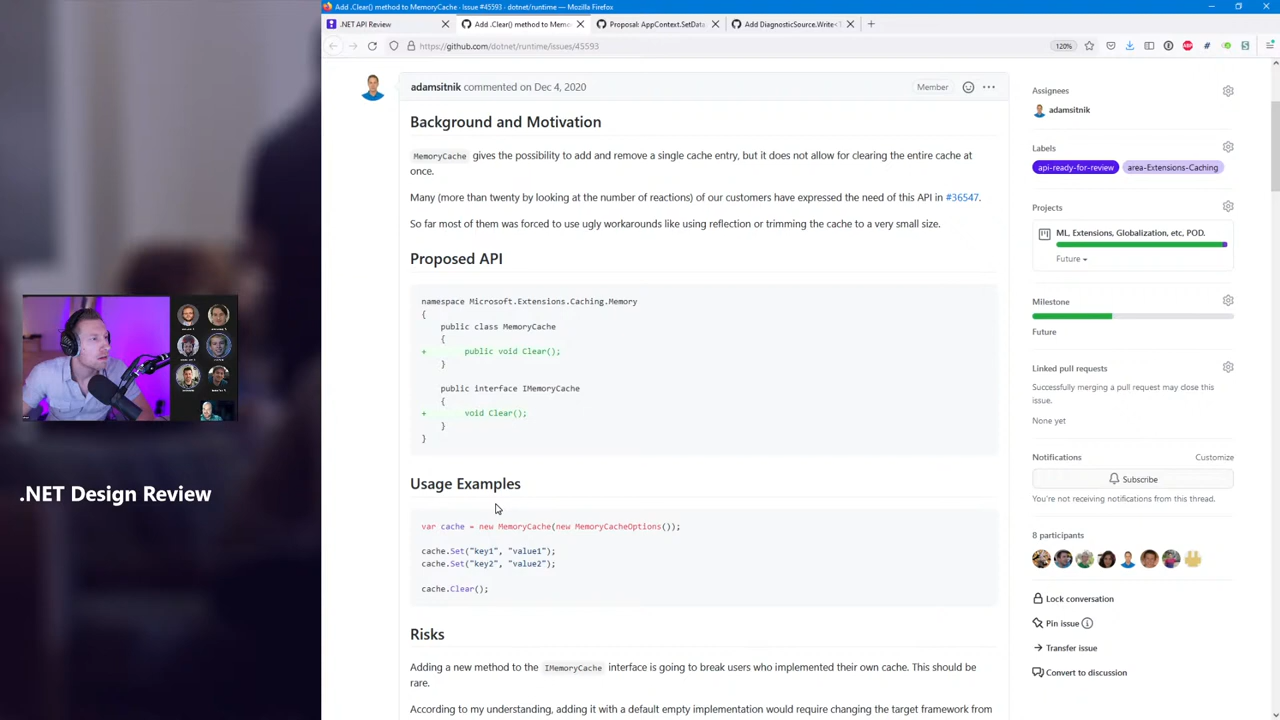 Add .Clear() method to MemoryCache · Issue #45593 · dotnet/runtime — Mozilla Firefox
.NET API Review
Add .Clear() method to Memo
Proposal: AppContext.SetData
Add DiagnosticSource.Write<T
https://github.com/dotnet/runtime/issues/45593
120%
adamsitnik commented on Dec 4, 2020
Member
Background and Motivation
MemoryCache gives the possibility to add and remove a single cache entry, but it does not allow for clearing the entire cache at
once.
Many (more than twenty by looking at the number of reactions) of our customers have expressed the need of this API in #36547.
So far most of them was forced to use ugly workarounds like using reflection or trimming the cache to a very small size.
Proposed API
namespace Microsoft.Extensions.Caching.Memory
{
public class MemoryCache
{
+ public void Clear();
}
public interface IMemoryCache
{
+ void Clear();
}
}
Usage Examples
var cache = new MemoryCache(new MemoryCacheOptions());
cache.Set("key1", "value1");
cache.Set("key2", "value2");
cache.Clear();
Risks
Adding a new method to the IMemoryCache interface is going to break users who implemented their own cache. This should be
rare.
According to my understanding, adding it with a default empty implementation would require changing the target framework from
Assignees
adamsitnik
Labels
api-ready-for-review
area-Extensions-Caching
Projects
ML, Extensions, Globalization, etc, POD.
Future
Milestone
Future
Linked pull requests
Successfully merging a pull request may close this
issue.
None yet
Notifications
Customize
Subscribe
You're not receiving notifications from this thread.
8 participants
Lock conversation
Pin issue
Transfer issue
Convert to discussion
.NET Design Review